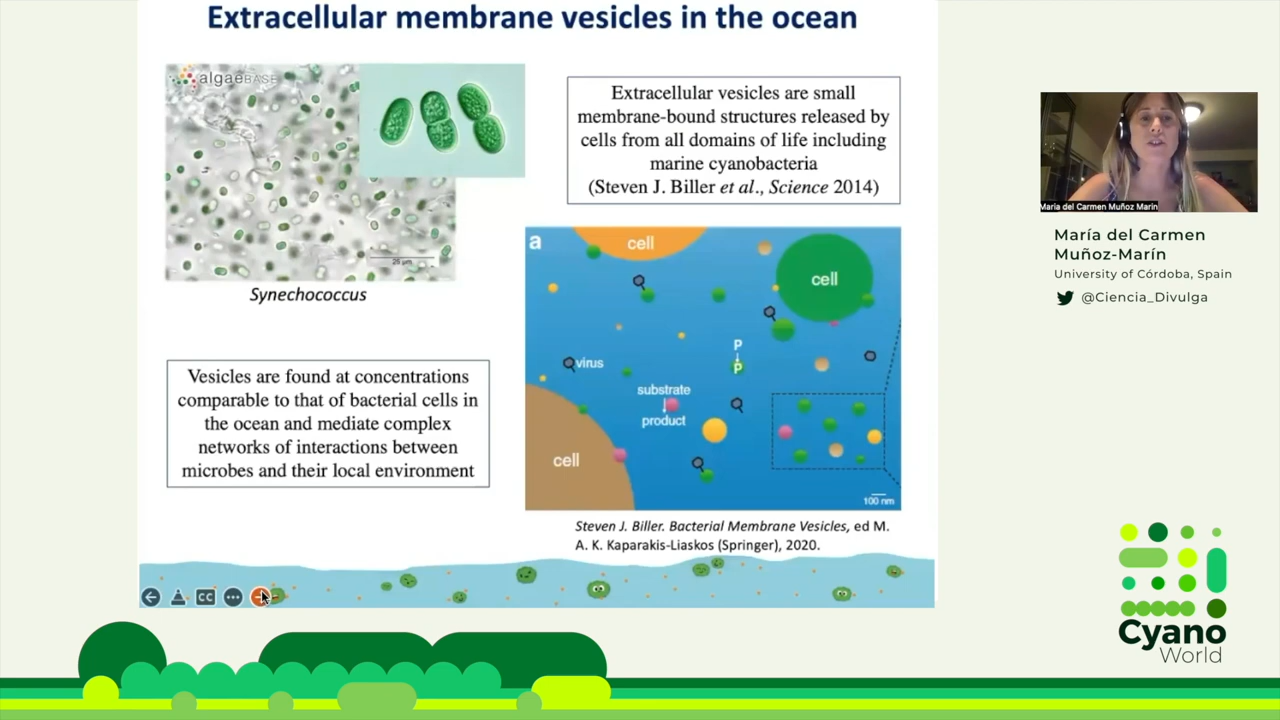 Extracellular membrane vesicles in the ocean
algaeBASE
25 µm
Synechococcus
Extracellular vesicles are small
membrane-bound structures released by
cells from all domains of life including
marine cyanobacteria
(Steven J. Biller et al., Science 2014)
Vesicles are found at concentrations
comparable to that of bacterial cells in
the ocean and mediate complex
networks of interactions between
microbes and their local environment
a
cell
cell
virus
P
P
substrate
product
cell
100 nm
Steven J. Biller. Bacterial Membrane Vesicles, ed M.
A. K. Kaparakis-Liaskos (Springer), 2020.
CC
Maria del Carmen Muñoz Marin
María del Carmen
Muñoz-Marín
University of Córdoba, Spain
@Ciencia_Divulga
Cyano
World